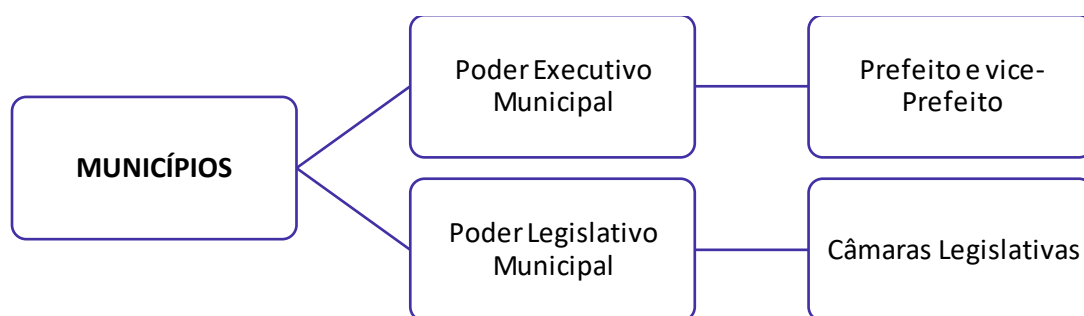 MUNICÍPIOS
Poder Executivo
Municipal
Prefeito e vice-
Prefeito
Poder Legislativo
Municipal
Câmaras Legislativas